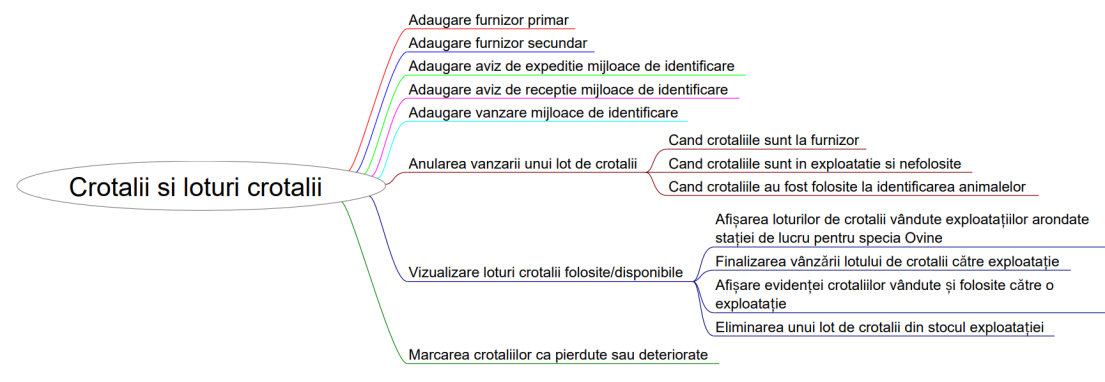 Crotalii si loturi crotalii
Adaugare furnizor primar
Adaugare furnizor secundar
Adaugare aviz de expeditie mijloace de identificare
Adaugare aviz de receptie mijloace de identificare
Adaugare vanzare mijloace de identificare
Anularea vanzarii unui lot de crotalii
Cand crotaliile sunt la furnizor
Cand crotaliile sunt in exploatatie si nefolosite
Cand crotaliile au fost folosite la identificarea animalelor
Vizualizare loturi crotalii folosite/disponibile
Afișarea loturilor de crotalii vândute exploatațiilor arondate
stației de lucru pentru specia Ovine
Finalizarea vânzării lotului de crotalii către exploatație
Afișare evidenței crotaliilor vândute și folosite către o
exploatație
Eliminarea unui lot de crotalii din stocul exploatației
Marcarea crotaliilor ca pierdute sau deteriorate